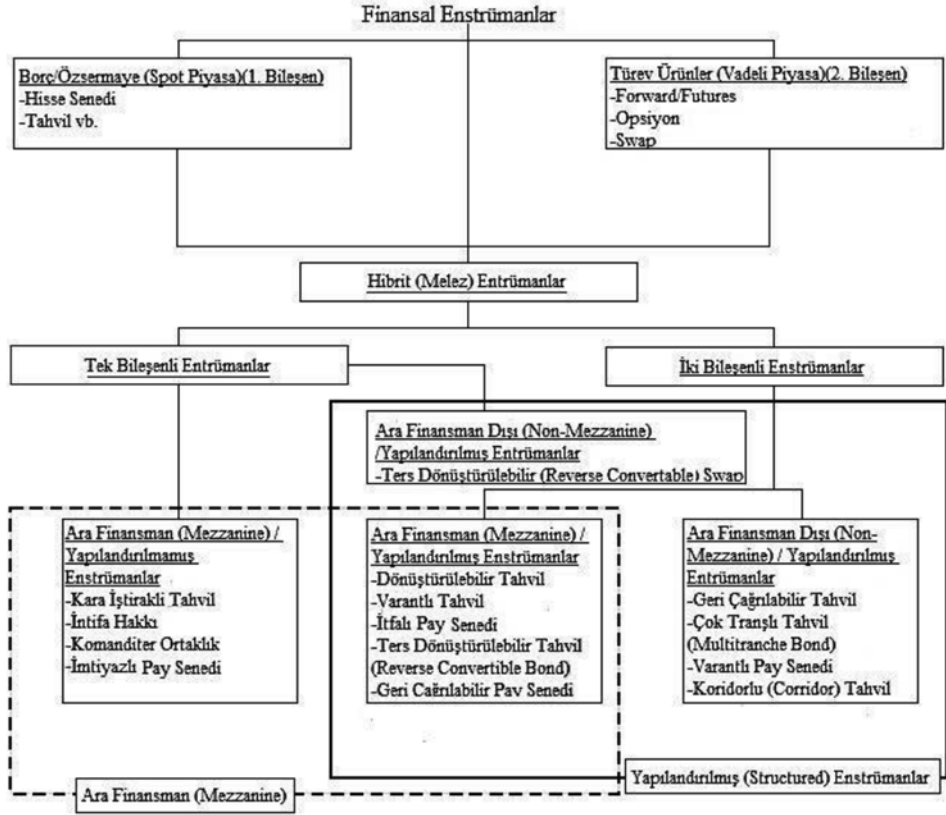 Finansal Enstrümanlar
Borç/Özsermaye (Spot Piyasa)(1. Bileşen)
-Hisse Senedi
-Tahvil vb.
Türev Ürünler (Vadeli Piyasa)(2. Bileşen)
-Forward/Futures
-Opsiyon
-Swap
Hibrit (Melez) Entrümanlar
Tek Bileşenli Entrümanlar
İki Bileşenli Enstrümanlar
Ara Finansman Dışı (Non-Mezzanine)
/Yapılandırılmış Entrümanlar
-Ters Dönüştürülebilir (Reverse Convertable) Swap
Ara Finansman (Mezzanine) /
Yapılandırılmamış
Enstrümanlar
-Kara İştirakli Tahvil
-İntifa Hakkı
-Komanditer Ortaklık
-İmtiyazlı Pay Senedi
Ara Finansman (Mezzanine) /
Yapılandırılmış Enstrümanlar
-Dönüştürülebilir Tahvil
-Varantlı Tahvil
-İtfalı Pay Senedi
-Ters Dönüştürülebilir Tahvil
(Reverse Convertible Bond)
-Geri Çağrılabilir Pay Senedi
Ara Finansman Dışı (Non-
Mezzanine) / Yapılandırılmış
Entrümanlar
-Geri Çağrılabilir Tahvil
-Çok Tranşlı Tahvil
(Multitranche Bond)
-Varantlı Pay Senedi
-Koridorlu (Corridor) Tahvil
Yapılandırılmış (Structured) Enstrümanlar
Ara Finansman (Mezzanine)